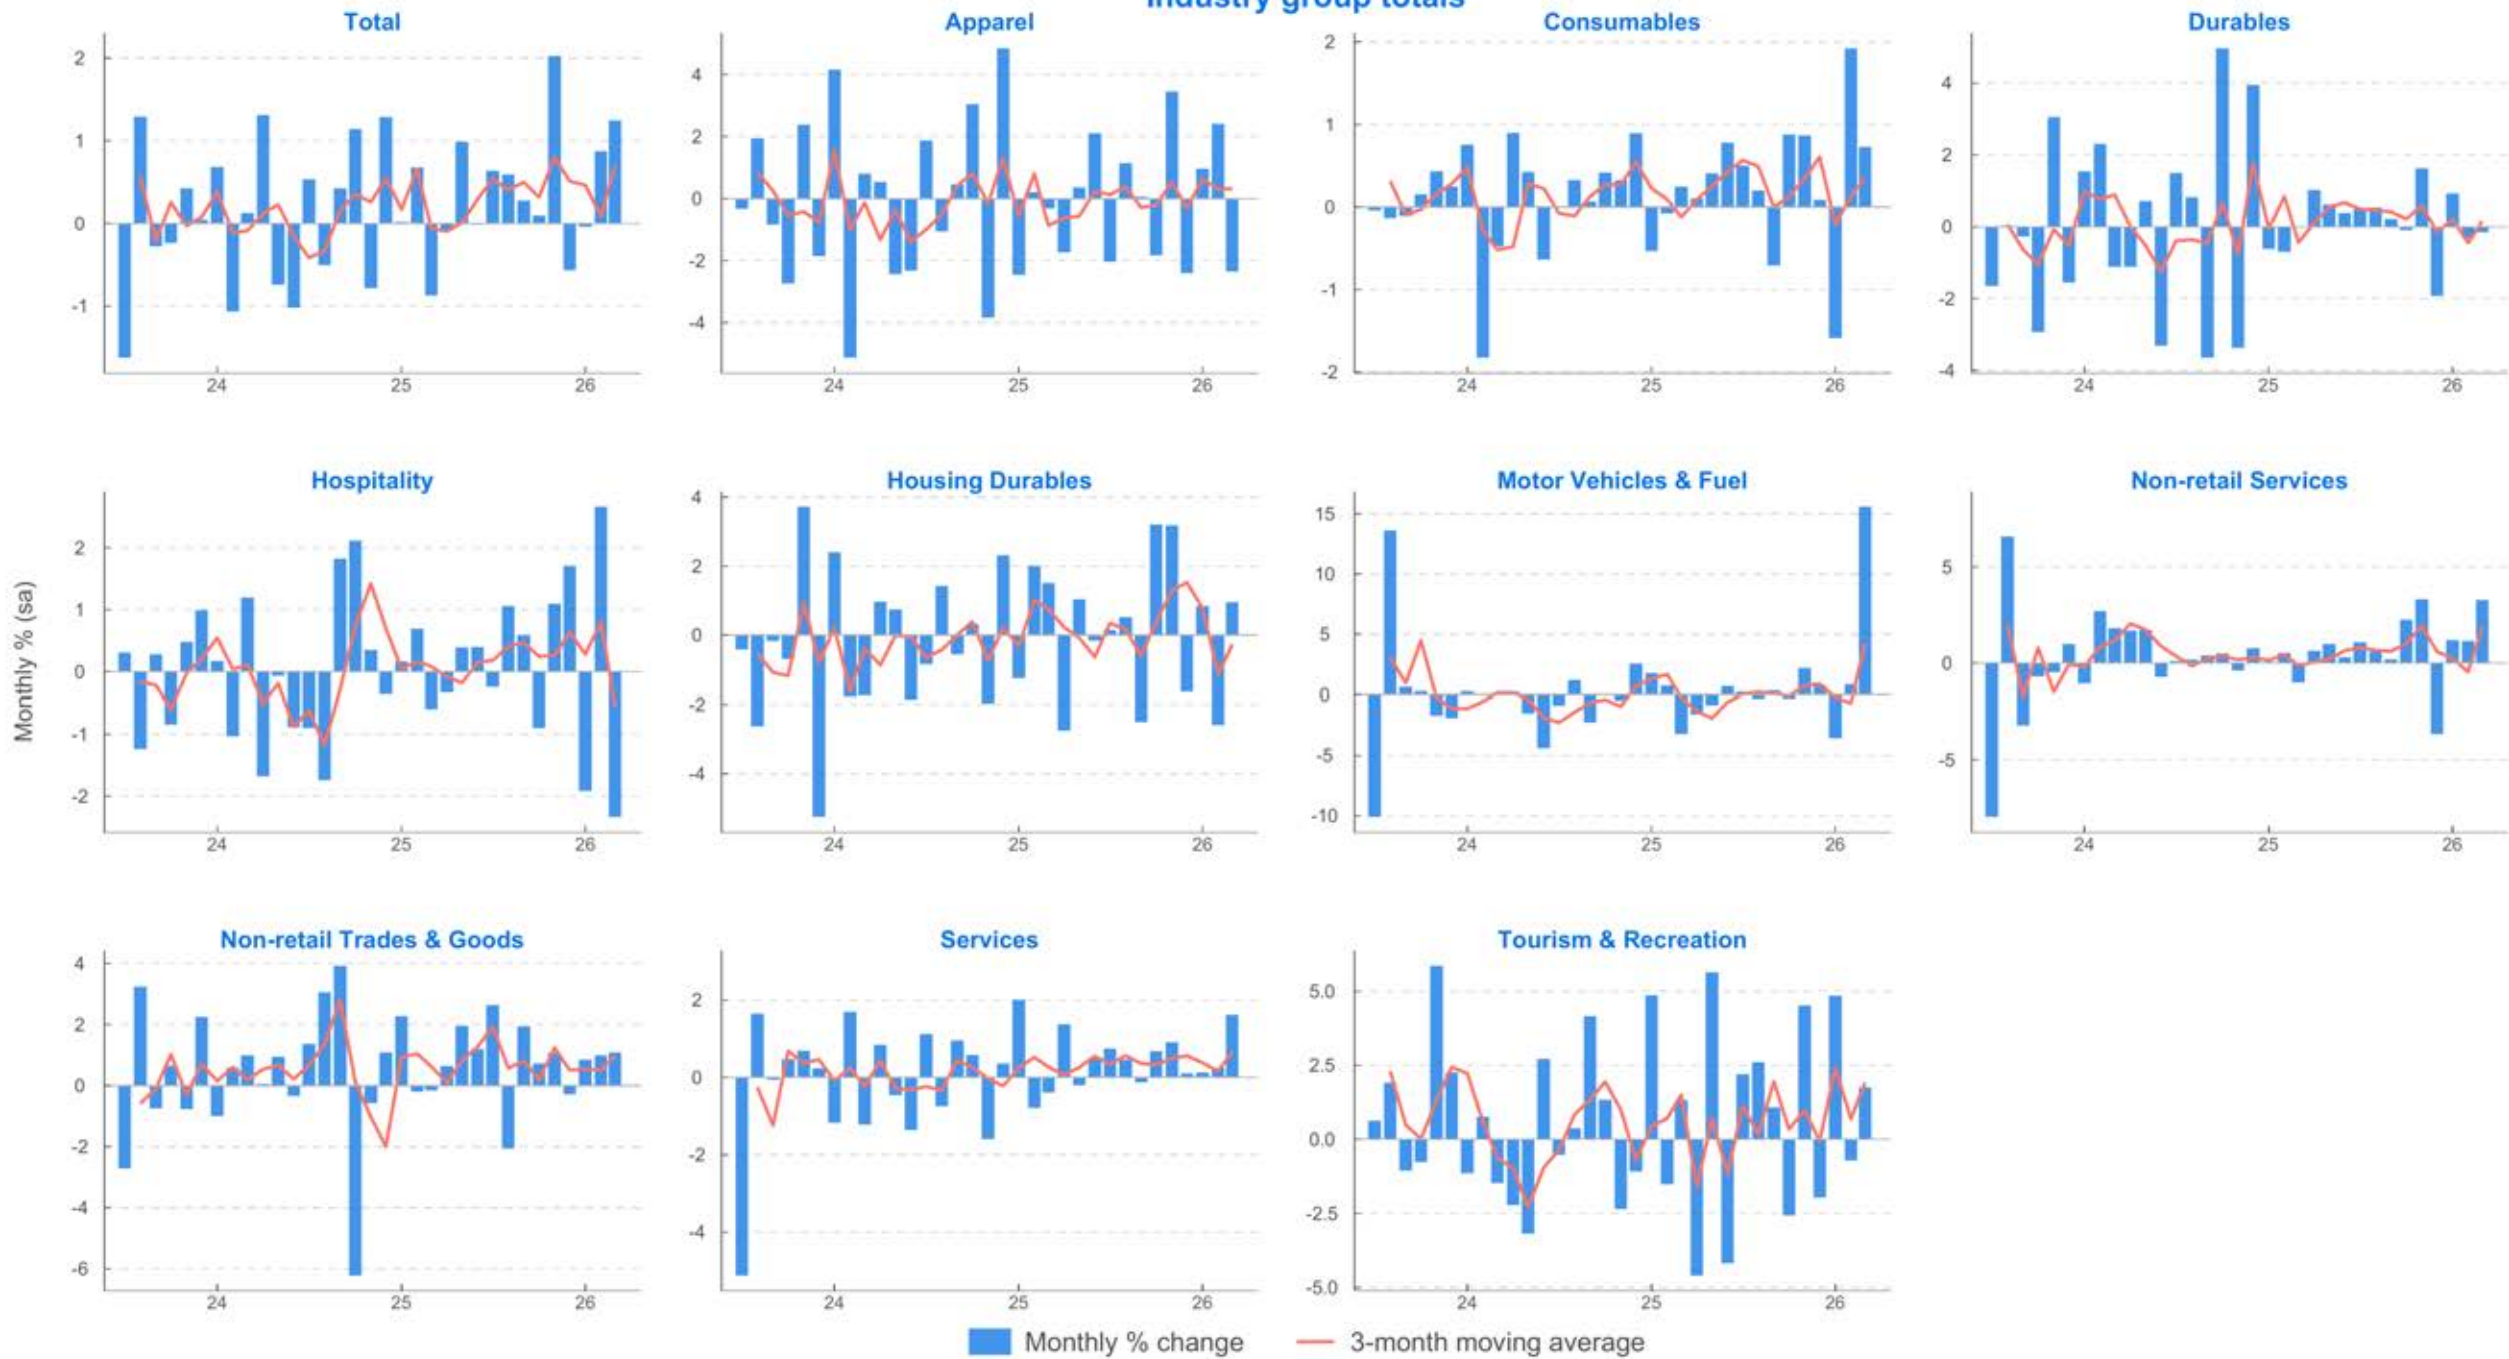 Industry group totals
Total
2
1
0
-1
24 25 26
Apparel
4
2
0
-2
-4
24 25 26
Consumables
2
1
0
-1
-2
24 25 26
Durables
4
2
0
-2
-4
24 25 26
Monthly % (sa)
Hospitality
2
1
0
-1
-2
24 25 26
Housing Durables
4
2
0
-2
-4
24 25 26
Motor Vehicles & Fuel
15
10
5
0
-5
-10
24 25 26
Non-retail Services
5
0
-5
24 25 26
Non-retail Trades & Goods
4
2
0
-2
-4
-6
24 25 26
Services
2
0
-2
-4
24 25 26
Tourism & Recreation
5.0
2.5
0.0
-2.5
-5.0
24 25 26
Monthly % change 3-month moving average